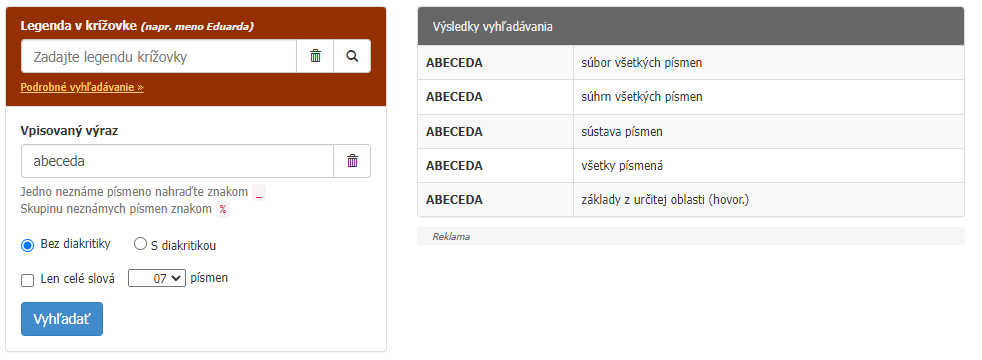 Legenda v krížovke (napr. meno Eduarda)
Zadajte legendu krížovky
Podrobné vyhľadávanie »
Vpisovaný výraz
abeceda
Jedno neznáme písmeno nahraďte znakom _
Skupinu neznámych písmen znakom %
Bez diakritiky S diakritikou
Len celé slová 07 písmen
Vyhľadať
Výsledky vyhľadávania
ABECEDA súbor všetkých písmen
ABECEDA súhrn všetkých písmen
ABECEDA sústava písmen
ABECEDA všetky písmená
ABECEDA základy z určitej oblasti (hovor.)
Reklama